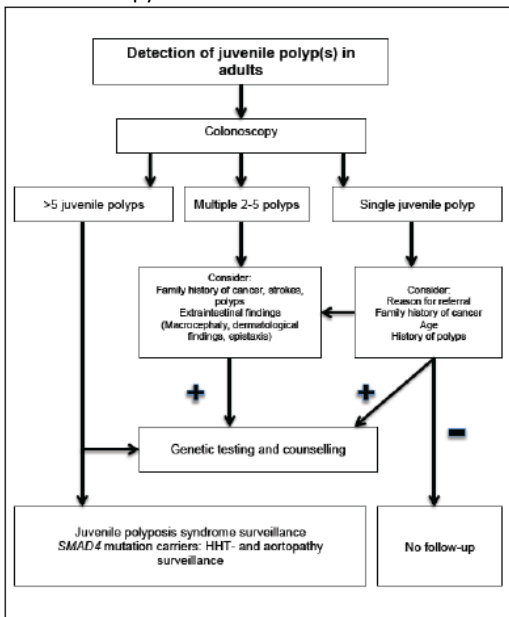 Detection of juvenile polyp(s) in
adults
Colonoscopy
>5 juvenile polyps
Multiple 2-5 polyps
Single juvenile polyp
Consider:
Family history of cancer, strokes,
polyps
Extraintestinal findings
(Macrocephaly, dermatological
findings, epistaxis)
Consider:
Reason for referral
Family history of cancer
Age
History of polyps
+
+
-
Genetic testing and counselling
Juvenile polyposis syndrome surveillance
SMAD4 mutation carriers: HHT- and aortopathy
surveillance
No follow-up